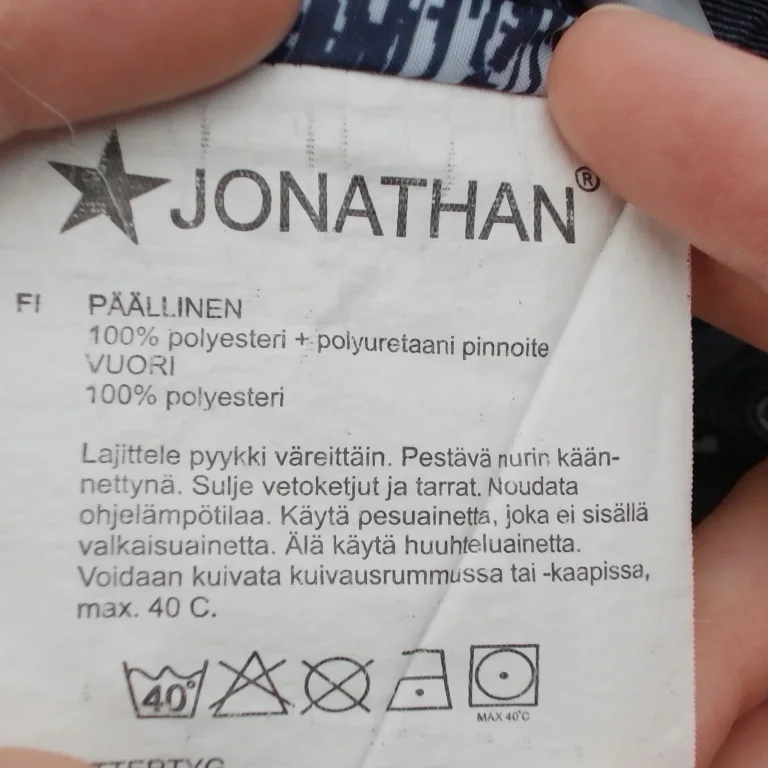 JONATHAN®
FI PÄÄLLINEN
100% polyesteri + polyuretaani pinnoite
VUORI
100% polyesteri
Lajittele pyykki väreittäin. Pestävä nurin kään-
nettynä. Sulje vetoketjut ja tarrat. Noudata
ohjelämpötilaa. Käytä pesuainetta, joka ei sisällä
valkaisuainetta. Älä käytä huuhteluainetta.
Voidaan kuivata kuivausrummussa tai -kaapissa,
max. 40 C.
40°
MAX 40°C